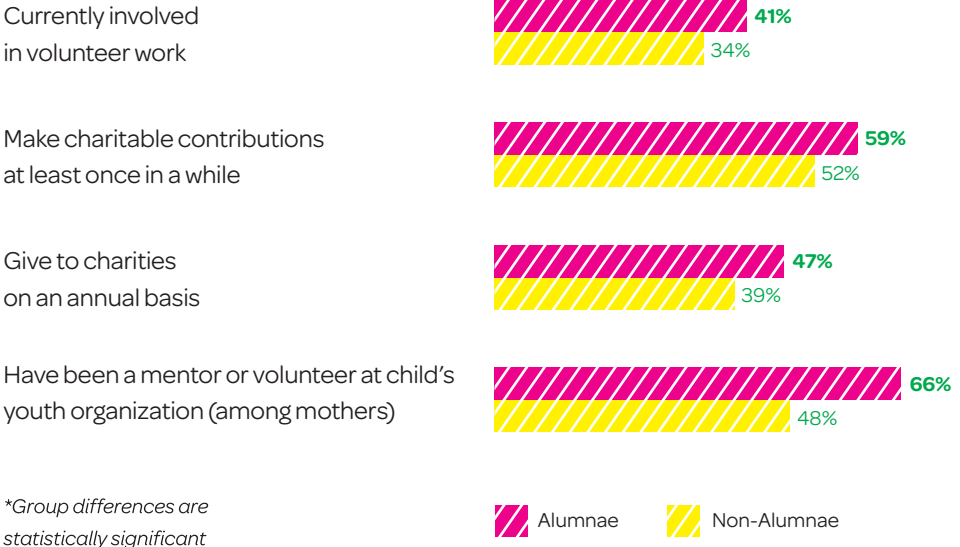 Currently involved
in volunteer work
41%
34%
Make charitable contributions
at least once in a while
59%
52%
Give to charities
on an annual basis
47%
39%
Have been a mentor or volunteer at child’s
youth organization (among mothers)
66%
48%
*Group differences are
statistically significant
Alumnae
Non-Alumnae